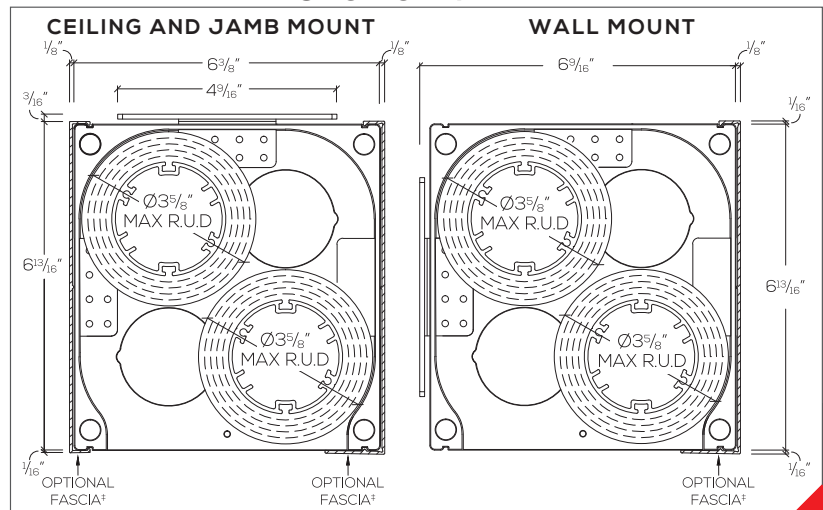 CEILING AND JAMB MOUNT
WALL MOUNT
1/8"
6 3/8"
1/8"
4 9/16"
3/16"
6 13/16"
1/16"
Ø3 5/8"
MAX R.U.D
Ø3 5/8"
MAX R.U.D
OPTIONAL
FASCIA‡
OPTIONAL
FASCIA‡
1/8"
6 9/16"
1/16"
6 13/16"
1/16"
Ø3 5/8"
MAX R.U.D
Ø3 5/8"
MAX R.U.D
OPTIONAL
FASCIA‡